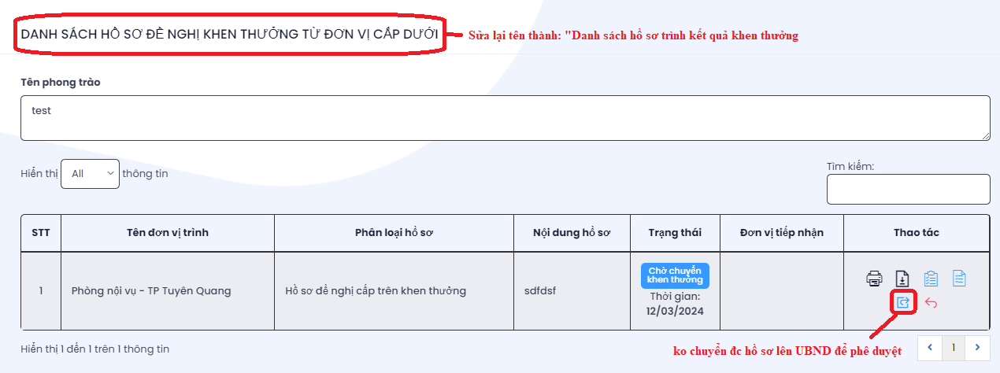 DANH SÁCH HỒ SƠ ĐỀ NGHỊ KHEN THƯỞNG TỪ ĐƠN VỊ CẤP DƯỚI
Sửa lại tên thành: "Danh sách hồ sơ trình kết quả khen thưởng
Tên phong trào
test
Hiển thị All thông tin
Tìm kiếm:
STT Tên đơn vị trình Phân loại hồ sơ Nội dung hồ sơ Trạng thái Đơn vị tiếp nhận Thao tác
1 Phòng nội vụ - TP Tuyên Quang Hồ sơ đề nghị cấp trên khen thưởng sdfdsf
Chờ chuyển
khen thưởng
Thời gian:
12/03/2024
Hiển thị 1 đến 1 trên 1 thông tin
ko chuyển đc hồ sơ lên UBND để phê duyệt
1